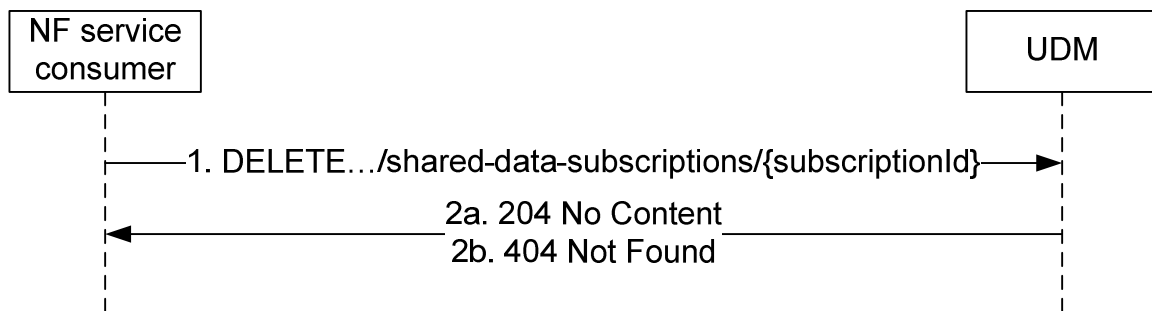 NF service
consumer
UDM
1. DELETE…/shared-data-subscriptions/{subscriptionId}
2a. 204 No Content
2b. 404 Not Found